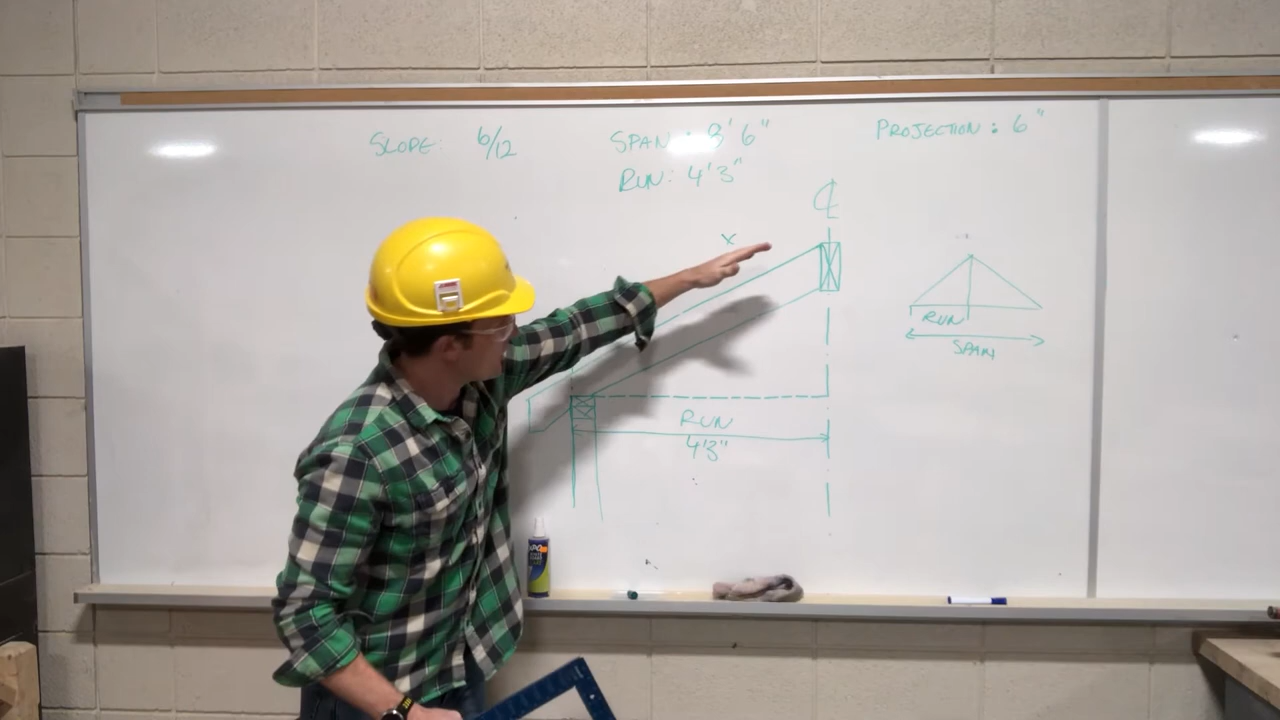 SLOPE: 6/12
SPAN: 8' 6"
PROJECTION: 6"
RUN: 4'3"
℄
x
RUN
SPAN
RUN
4'3"